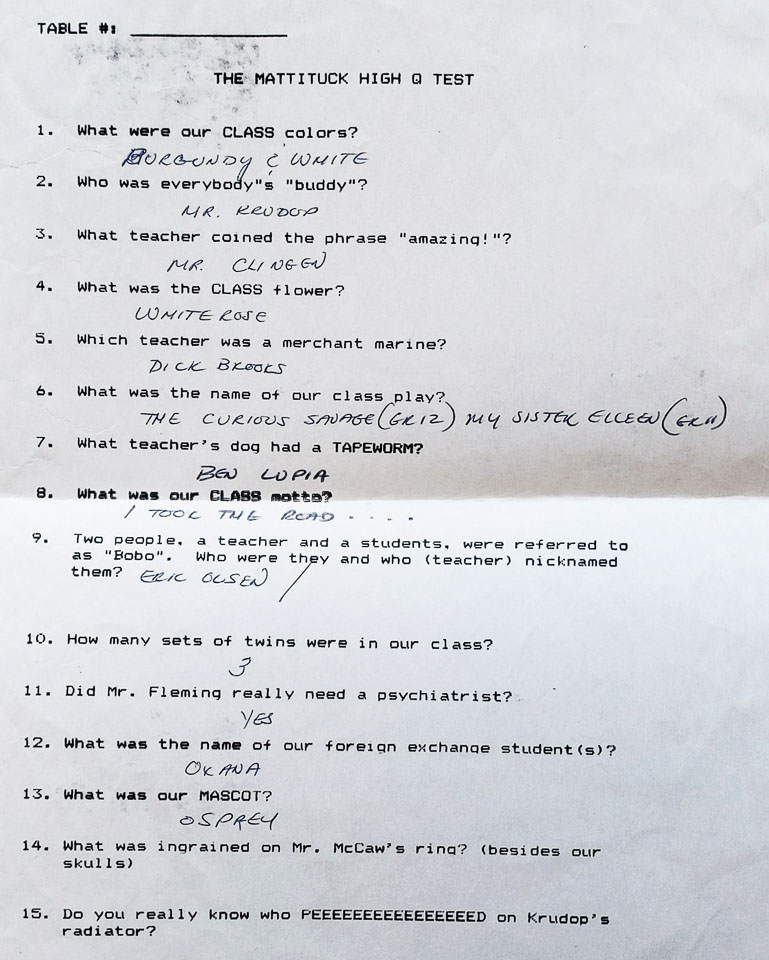 TABLE #: ____________
THE MATTITUCK HIGH Q TEST
1. What were our CLASS colors?
BURGUNDY & WHITE
2. Who was everybody"s "buddy"?
MR. KRUDOP
3. What teacher coined the phrase "amazing!"?
MR. CLINGEN
4. What was the CLASS flower?
WHITE ROSE
5. Which teacher was a merchant marine?
DICK BROOKS
6. What was the name of our class play?
THE CURIOUS SAVAGE (GR12) MY SISTER EILEEN (GR11)
7. What teacher's dog had a TAPEWORM?
BEN LUPIA
8. What was our CLASS motto?
I TOOK THE ROAD ....
9. Two people, a teacher and a students, were referred to
as "Bobo". Who were they and who (teacher) nicknamed
them? ERIC OLSEN /
10. How many sets of twins were in our class?
3
11. Did Mr. Fleming really need a psychiatrist?
YES
12. What was the name of our foreign exchange student(s)?
OKANA
13. What was our MASCOT?
OSPREY
14. What was ingrained on Mr. McCaw's ring? (besides our
skulls)
15. Do you really know who PEEEEEEEEEEEEEEEED on Krudop's
radiator?